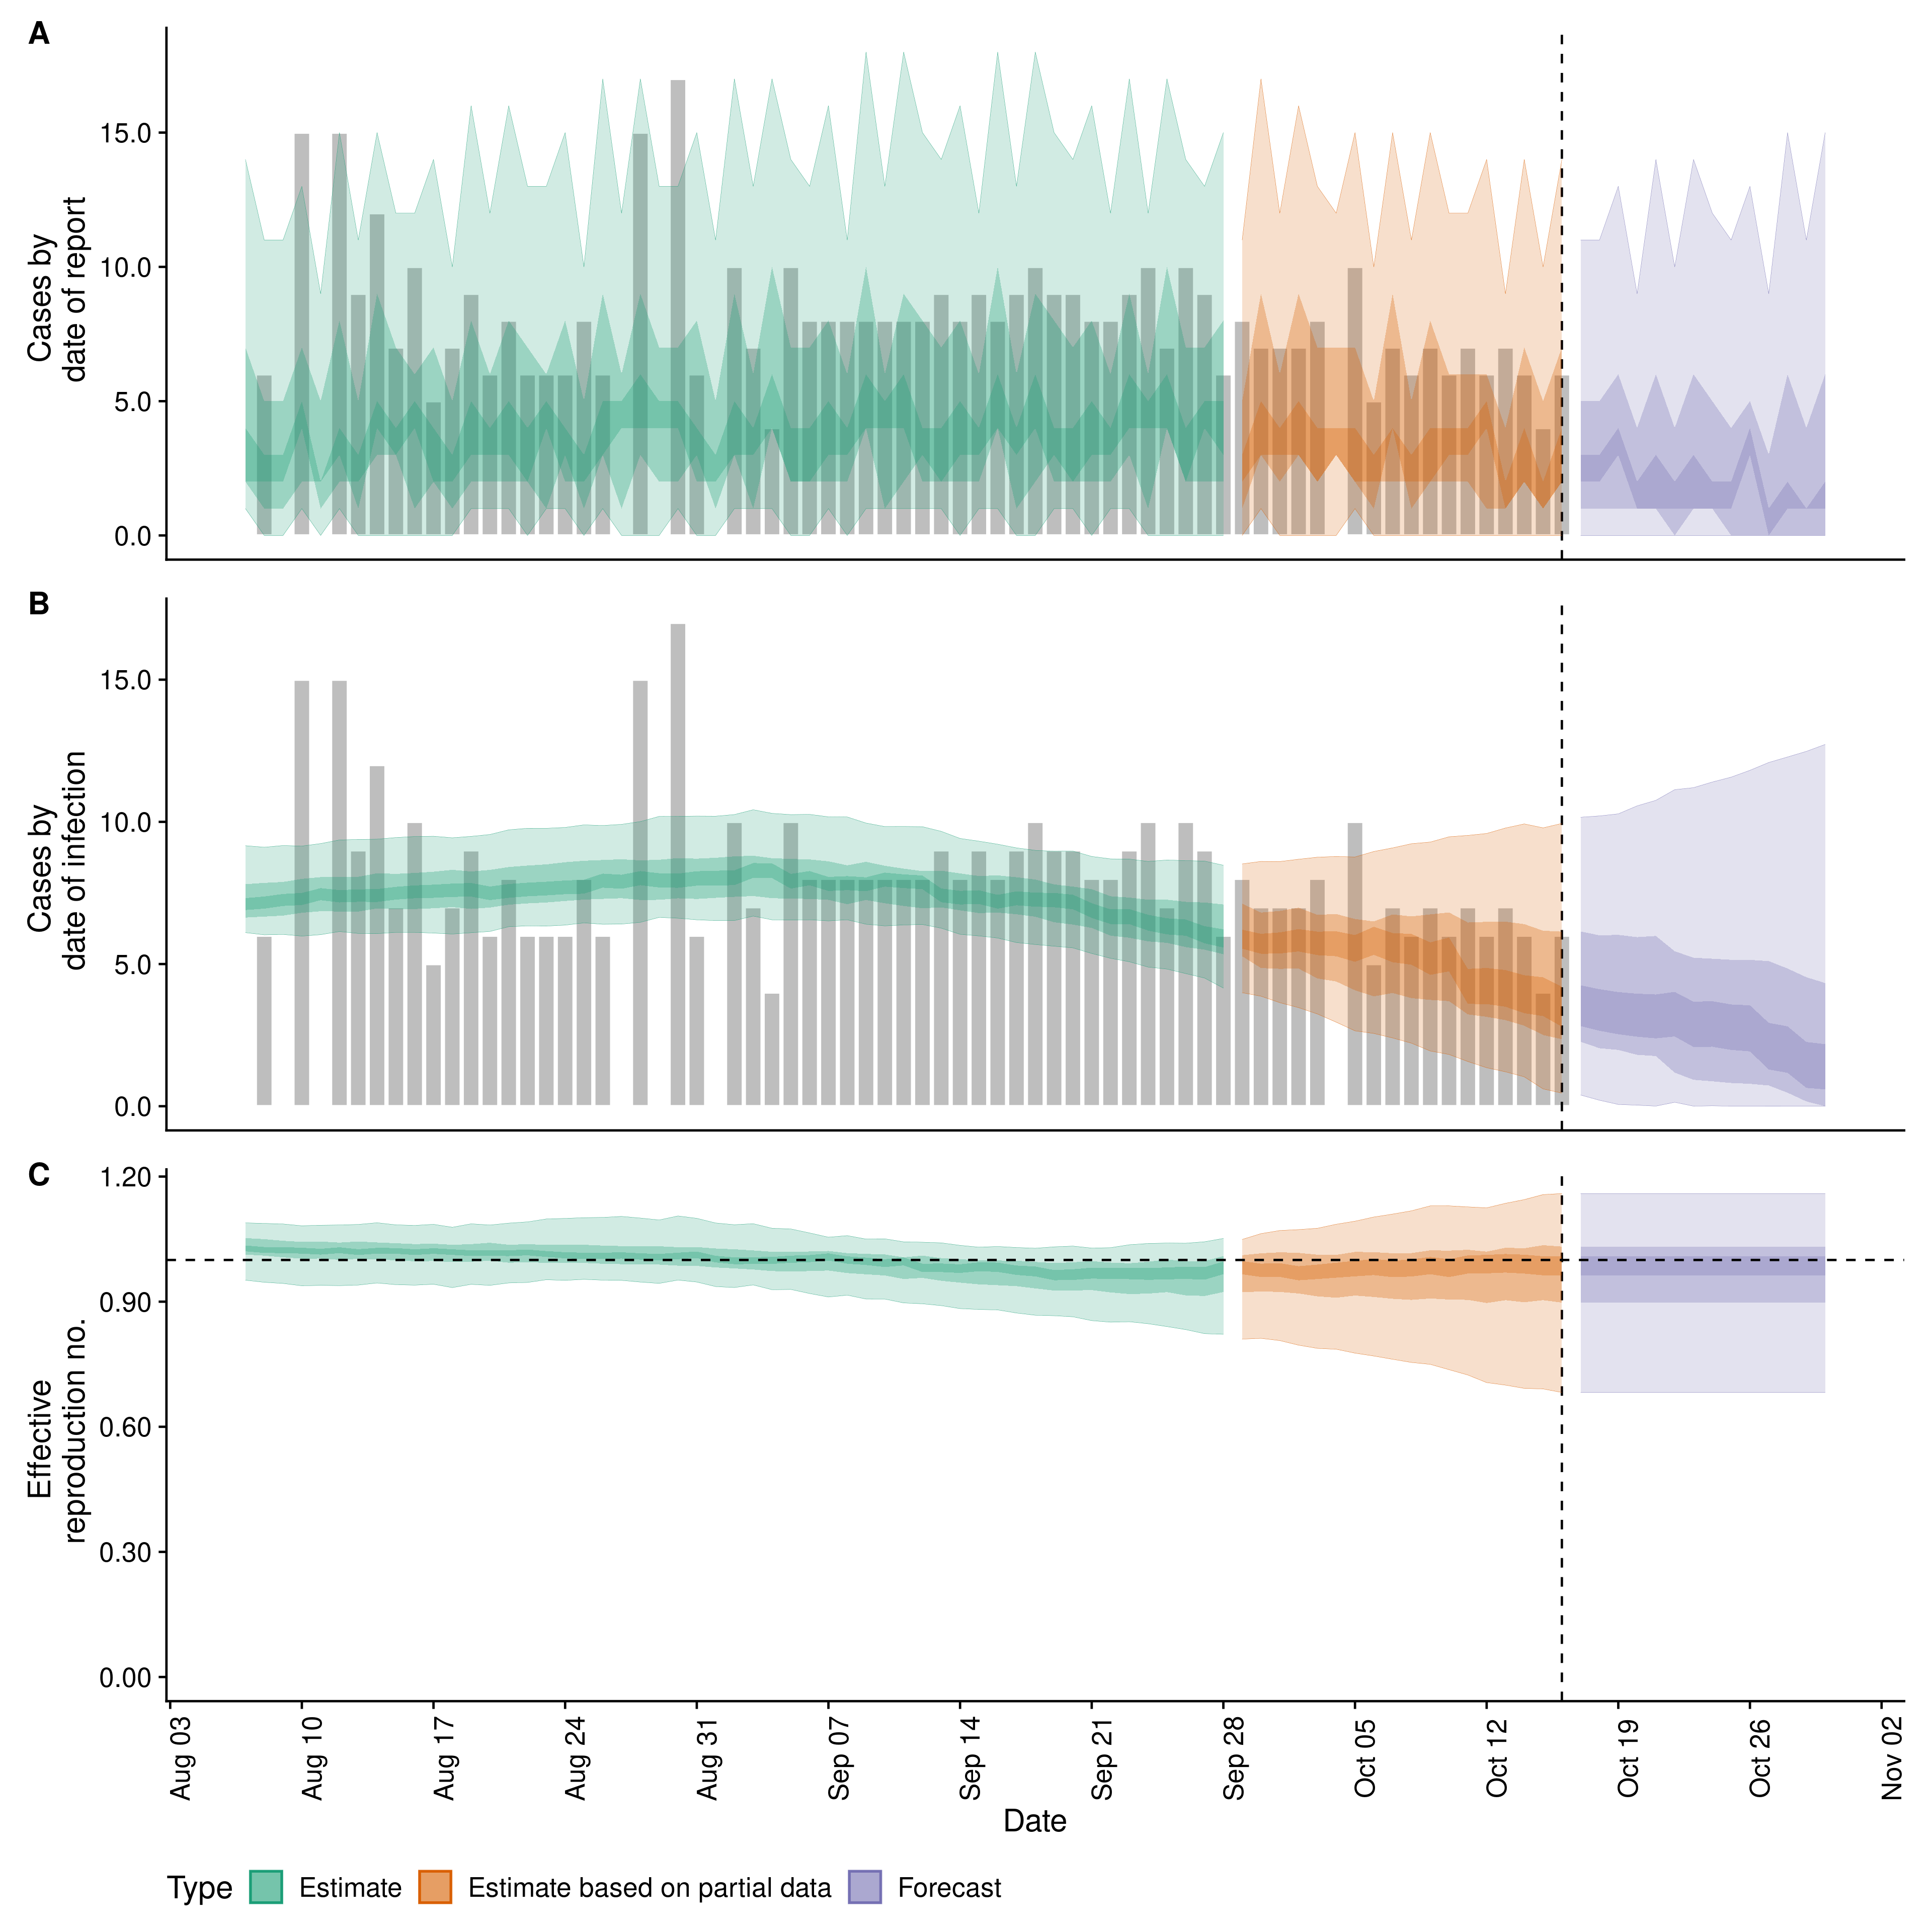 A
Cases by
date of report
15.0
10.0
5.0
0.0
B
Cases by
date of infection
15.0
10.0
5.0
0.0
C
Effective
reproduction no.
1.20
0.90
0.60
0.30
0.00
Aug 03
Aug 10
Aug 17
Aug 24
Aug 31
Sep 07
Sep 14
Sep 21
Sep 28
Oct 05
Oct 12
Oct 19
Oct 26
Nov 02
Date
Type Estimate Estimate based on partial data Forecast